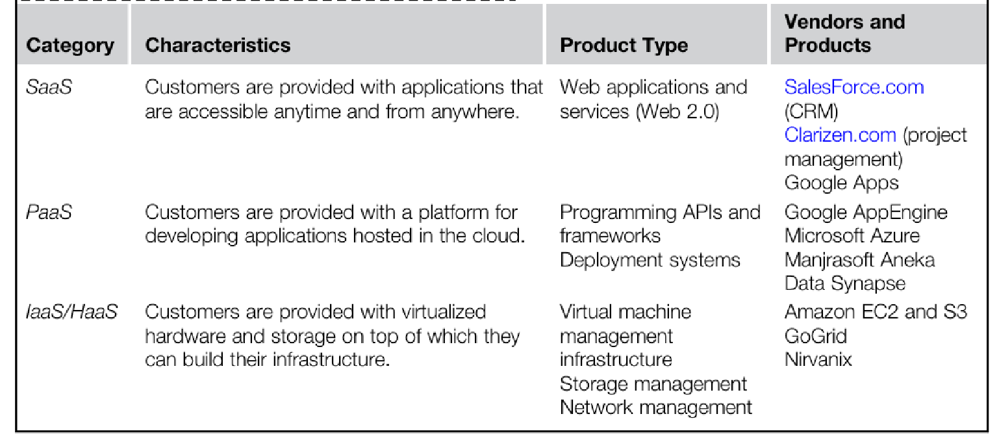 Category Characteristics Product Type Vendors and Products
SaaS
Customers are provided with applications that
are accessible anytime and from anywhere.
Web applications and
services (Web 2.0)
SalesForce.com
(CRM)
Clarizen.com (project
management)
Google Apps
PaaS
Customers are provided with a platform for
developing applications hosted in the cloud.
Programming APIs and
frameworks
Deployment systems
Google AppEngine
Microsoft Azure
Manjrasoft Aneka
Data Synapse
IaaS/HaaS
Customers are provided with virtualized
hardware and storage on top of which they
can build their infrastructure.
Virtual machine
management
infrastructure
Storage management
Network management
Amazon EC2 and S3
GoGrid
Nirvanix